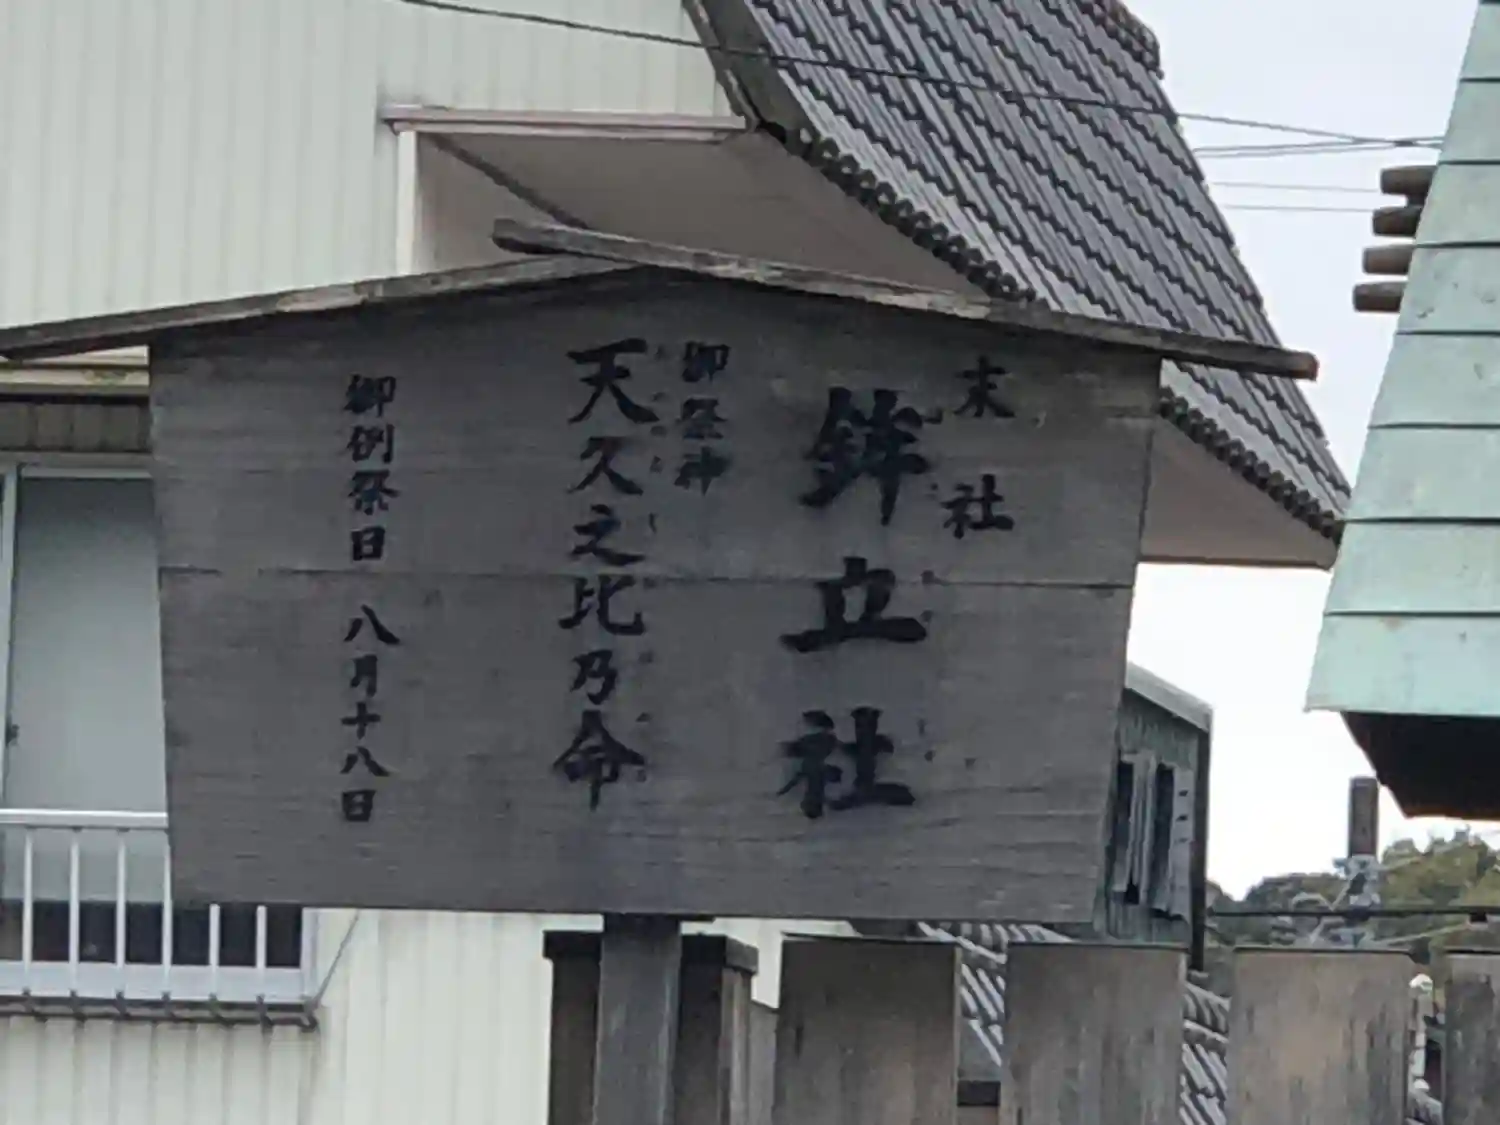 末社
鉾立社
御祭神
天久之比乃命
御例祭日 八月十八日